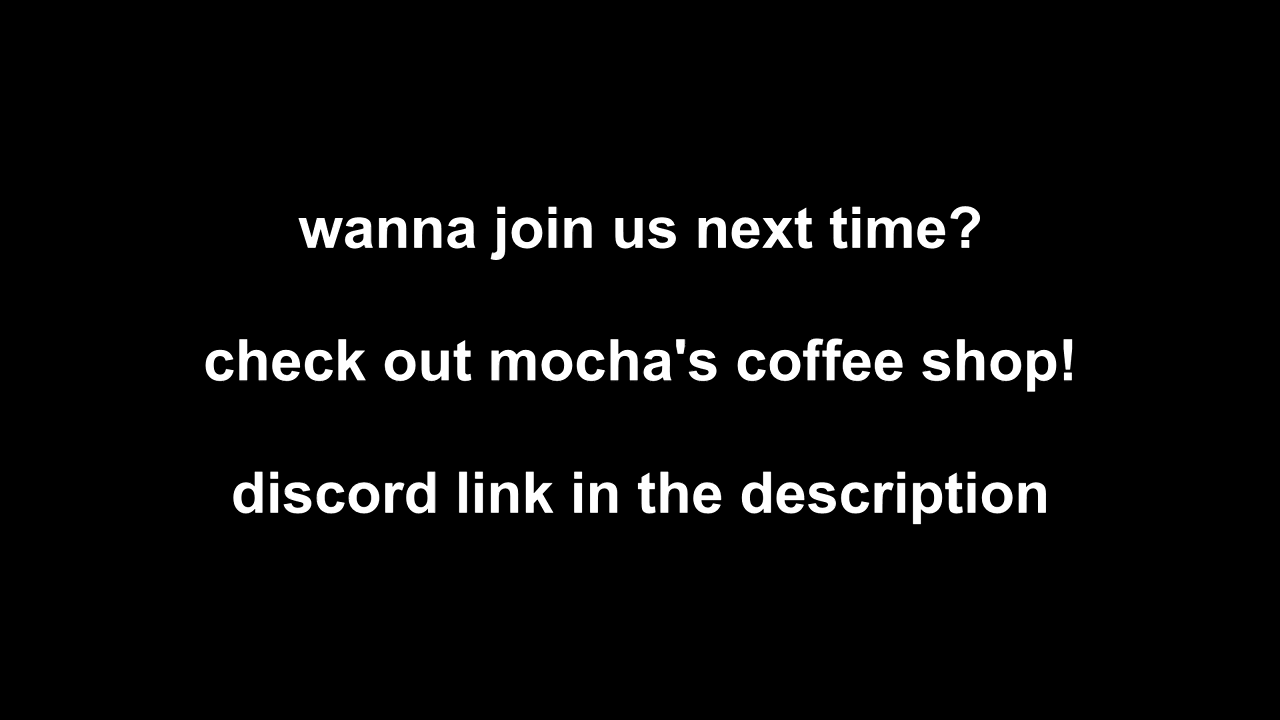 wanna join us next time?
check out mocha's coffee shop!
discord link in the description